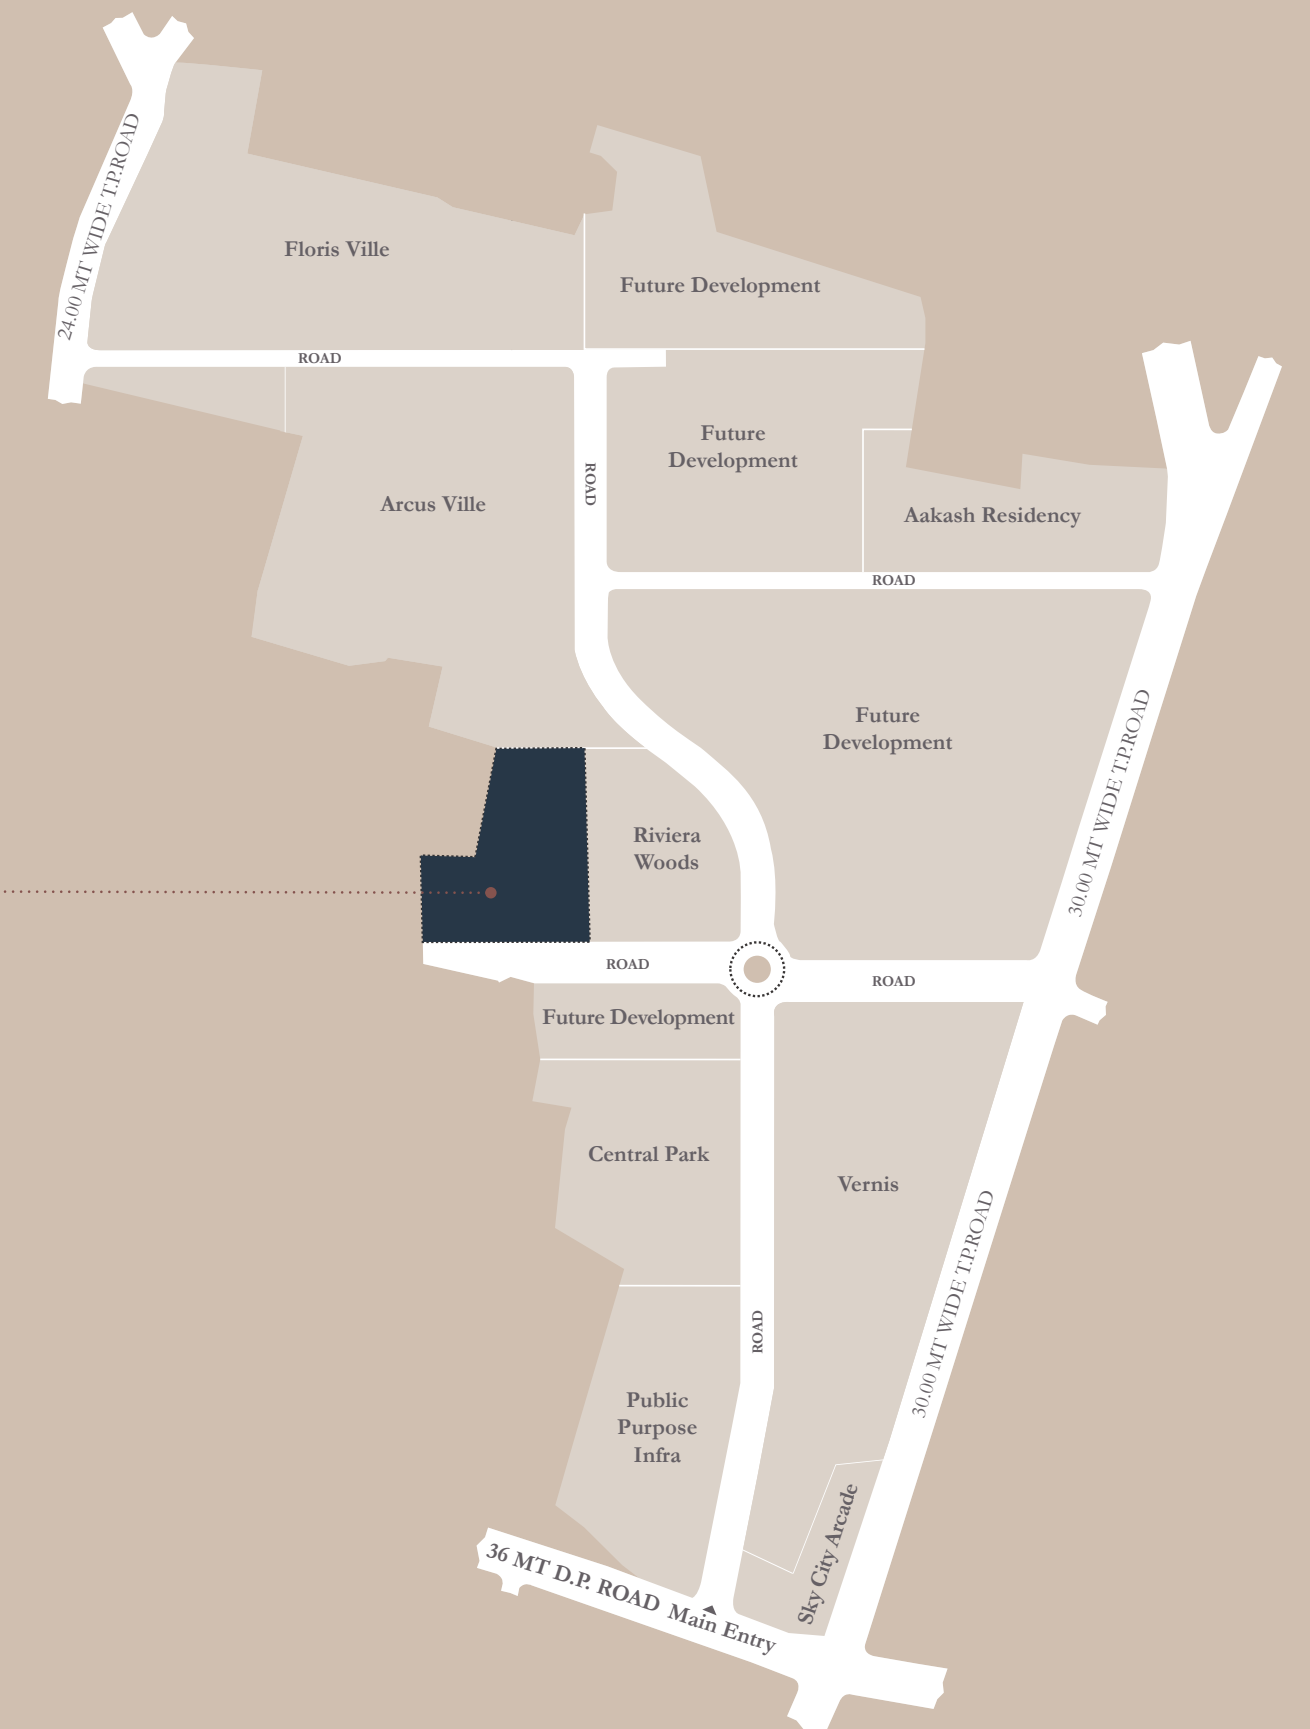 24.00 MT WIDE T.P.ROAD
Floris Ville
Future Development
ROAD
Future
Development
ROAD
Arcus Ville
Aakash Residency
ROAD
Future
Development
30.00 MT WIDE T.P.ROAD
Riviera
Woods
ROAD
ROAD
Future Development
Central Park
Vernis
30.00 MT WIDE T.P.ROAD
ROAD
Public
Purpose
Infra
Sky City Arcade
36 MT D.P. ROAD Main Entry